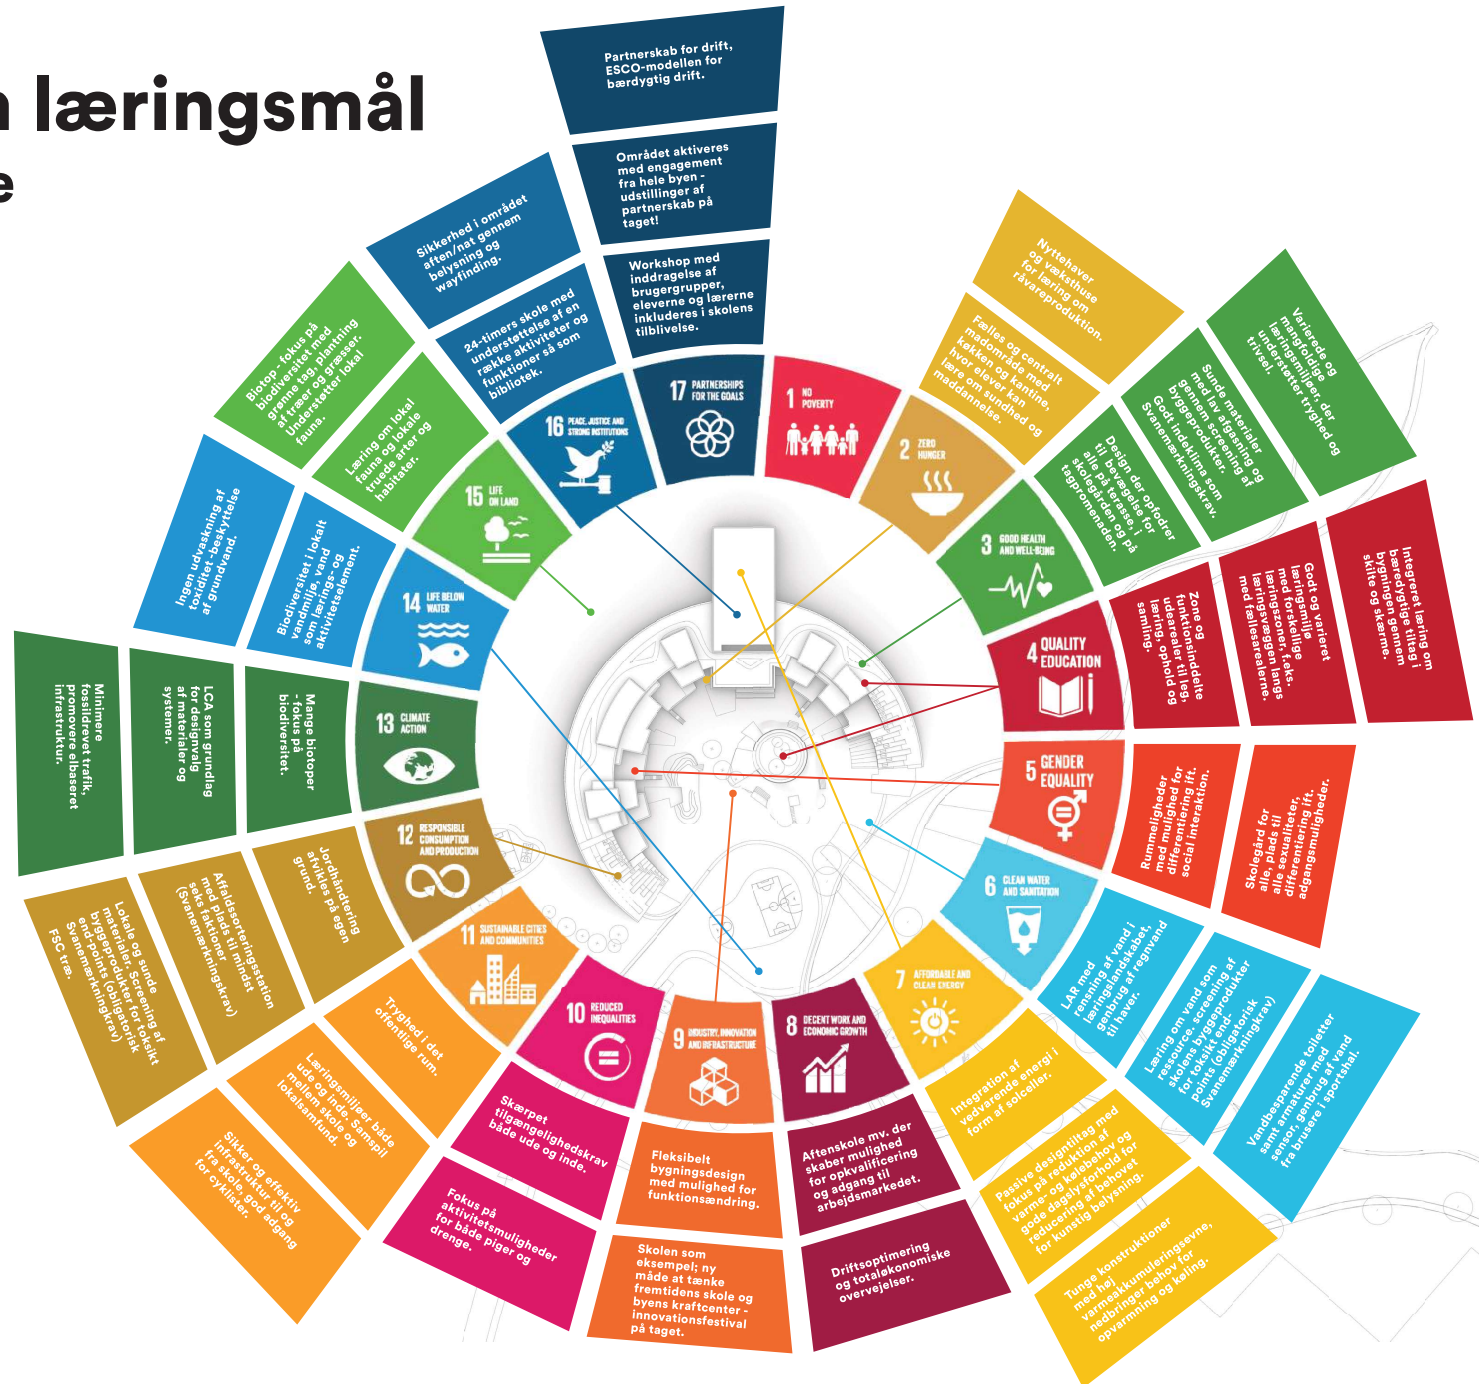 læringsmål
e
Partnerskab for drift,
ESCO-modellen for
bærdygtig drift.
Området aktiveres
med engagement
fra hele byen -
udstillinger af
partnerskab på
taget!
Workshop med
inddragelse af
brugergrupper,
eleverne og lærerne
inkluderes i skolens
tilblivelse.
17 PARTNERSHIPS
FOR THE GOALS
1 NO
POVERTY
Nyttehaver
og væksthuse
for læring om
råvareproduktion.
Fælles og centralt
madområde med
køkken og kantine,
hvor elever kan
lære om sundhed og
maddannelse.
2 ZERO
HUNGER
Varierede og
mangfoldige
læringsmiljøer, der
understøtter tryghed og
trivsel.
Sunde materialer
med lav afgasning og
gennem screening af
byggeprodukter.
Godt indeklima som
Svanemærkningskrav.
Design der opfodrer
til bevægelse for
alle på terasse, i
skolegården og på
tagpromenaden.
3 GOOD HEALTH
AND WELL-BEING
Integreret læring om
bæredygtige tiltag i
bygningen gennem
skilte og skærme.
Godt og varieret
læringsmiljø
med forskellige
læringszoner, f.eks.
læringsvæggen langs
med fællesarealerne.
Zone og
funktionsinddelte
udearealer til leg,
læring, ophold og
samling.
4 QUALITY
EDUCATION
5 GENDER
EQUALITY
Rummeligheder
med mulighed for
differentiering ift.
social interaktion.
Skolegård for
alle, plads til
alle sexualiteter,
differentiering ift.
adgangsmuligheder.
6 CLEAN WATER
AND SANITATION
LAR med
rensning af vand i
læringslandskabet,
genbrug af regnvand
til haver.
Læring om vand som
ressource. screening af
skolens byggeprodukter
for toksikt end-
points (obligatorisk
Svanemærkningkrav)
Vandbesparende toiletter
samt armaturer med
sensor, genbrug af vand
fra brusere i sportshal.
7 AFFORDABLE AND
CLEAN ENERGY
Integration af
vedvarende energi i
form af solceller.
Passive designtiltag med
fokus på reduktion af
varme- og kølebehov og
gode dagslysforhold for
reducering af behovet
for kunstig belysning.
Tunge konstruktioner
med høj
varmeakkumuleringsevne,
nedbringer behov for
opvarmning og køling.
8 DECENT WORK AND
ECONOMIC GROWTH
Aftenskole mv. der
skaber mulighed
for opkvalificering
og adgang til
arbejdsmarkedet.
Driftsoptimering
og totaløkonomiske
overvejelser.
9 INDUSTRY, INNOVATION
AND INFRASTRUCTURE
Fleksibelt
bygningsdesign
med mulighed for
funktionsændring.
Skolen som
eksempel; ny
måde at tænke
fremtidens skole og
byens kraftcenter -
innovationsfestival
på taget.
10 REDUCED
INEQUALITIES
Skærpet
tilgængelighedskrav
både ude og inde.
Fokus på
aktivitetsmuligheder
for både piger og
drenge.
11 SUSTAINABLE CITIES
AND COMMUNITIES
Tryghed i det
offentlige rum.
Læringsmiljøer både
ude og inde. Samspil
mellem skole og
lokalsamfund.
Sikker og effektiv
infrastruktur til og
fra skole, god adgang
for cyklister.
12 RESPONSIBLE
CONSUMPTION
AND PRODUCTION
Jordhåndtering
afvikles på egen
grund.
Affaldssorteringsstation
med plads til mindst
seks faktioner
(Svanemærkningskrav)
Lokale og sunde
materialer. Screening af
byggeprodukter for toksikt
end-points (obligatorisk
Svanemærkningkrav)
FSC træ.
13 CLIMATE
ACTION
Mange biotoper
- fokus på
biodiversitet.
LCA som grundlag
for designvalg
af materialer og
systemer.
Minimere
fossildrevet trafik,
promovere elbaseret
infrastruktur.
14 LIFE BELOW
WATER
Biodiversitet i lokalt
vandmiljø, vand
som lærings- og
aktivitetselement.
Ingen udvaskning af
toxiditet -beskyttelse
af grundvand.
15 LIFE
ON LAND
Læring om lokal
fauna og lokale
truede arter og
habitater.
Biotop - fokus på
biodiversitet med
grønne tag, plantning
af træer og græsser.
Understøtter lokal
fauna.
16 PEACE, JUSTICE AND
STRONG INSTITUTIONS
24-timers skole med
understøttelse af en
række aktiviteter og
funktioner så som
bibliotek.
Sikkerhed i området
aften/nat gennem
belysning og
wayfinding.